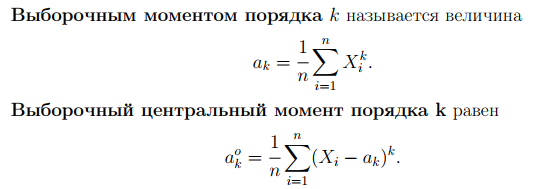 Выборочным моментом порядка k называется величина
a_k = \frac{1}{n} \sum_{i=1}^{n} X_i^k.
Выборочный центральный момент порядка k равен
a_k^o = \frac{1}{n} \sum_{i=1}^{n} (X_i - a_k)^k.